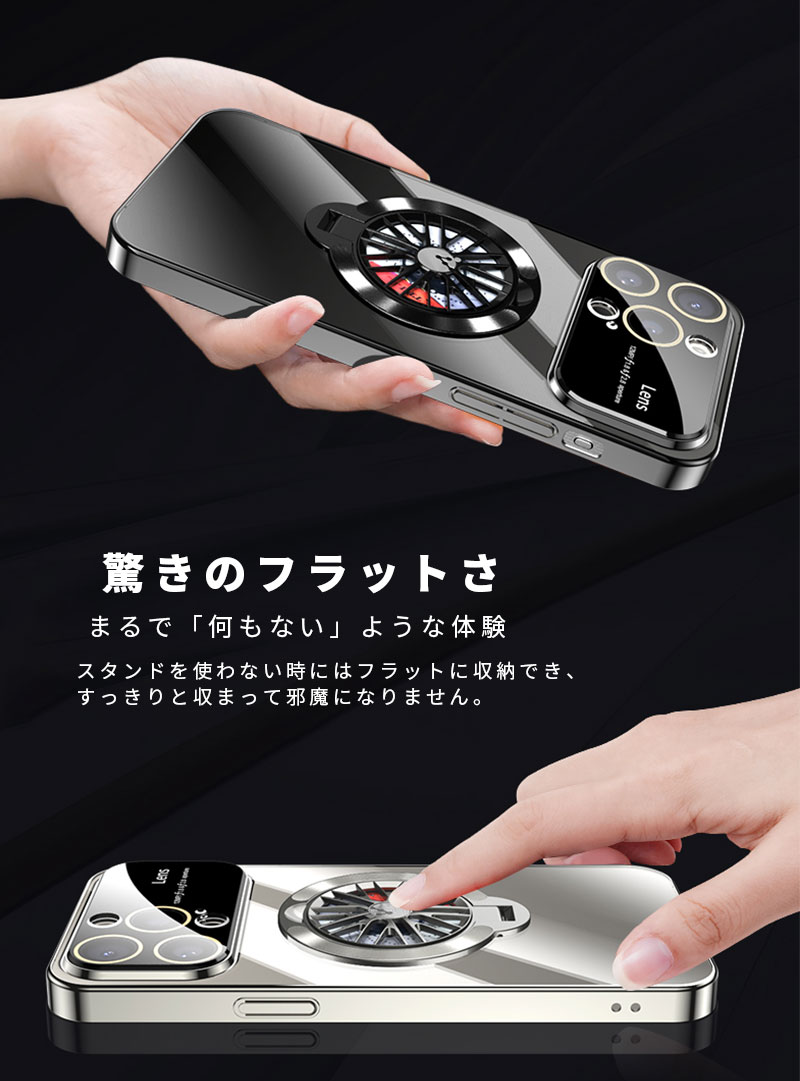 Lens
驚きのフラットさ
まるで「何もない」ような体験
スタンドを使わない時にはフラットに収納でき、
すっきりと収まって邪魔になりません。
Lens